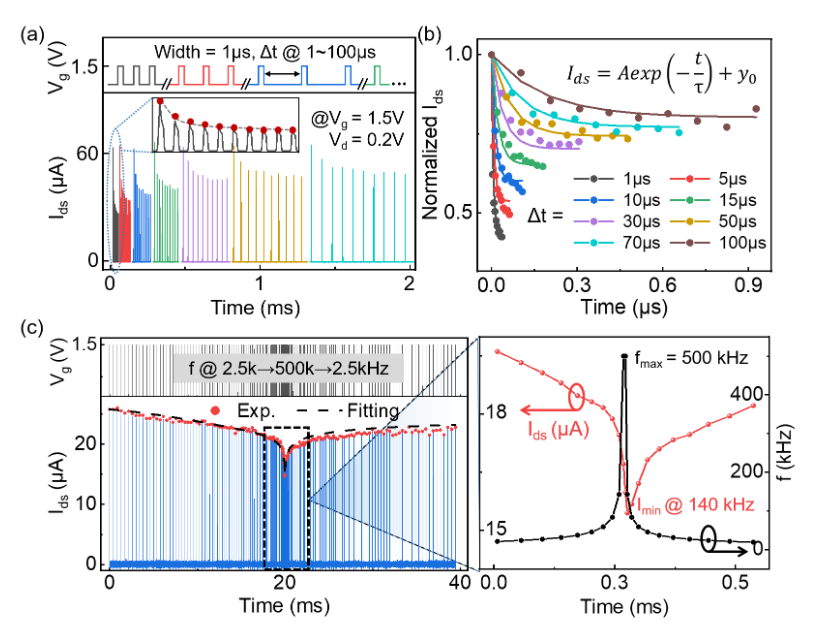 (a)
V_g (V)
1.5
Width = 1μs, Δt @ 1~100μs
@V_g = 1.5V
V_d = 0.2V
I_ds (μA)
60
0
0
1
2
Time (ms)
(b)
Normalized I_ds
1.0
0.5
I_ds = Aexp(−t/τ) + y_0
Δt =
1μs
5μs
10μs
15μs
30μs
50μs
70μs
100μs
0.0
0.3
0.6
0.9
Time (μs)
(c)
V_g (V)
1.5
f @ 2.5k→500k→2.5kHz
Exp.
Fitting
I_ds (μA)
20
10
0
0
20
40
Time (ms)
f_max = 500 kHz
18
15
I_ds (μA)
I_min @ 140 kHz
400
200
0
f (kHz)
0.0
0.3
0.5
Time (ms)